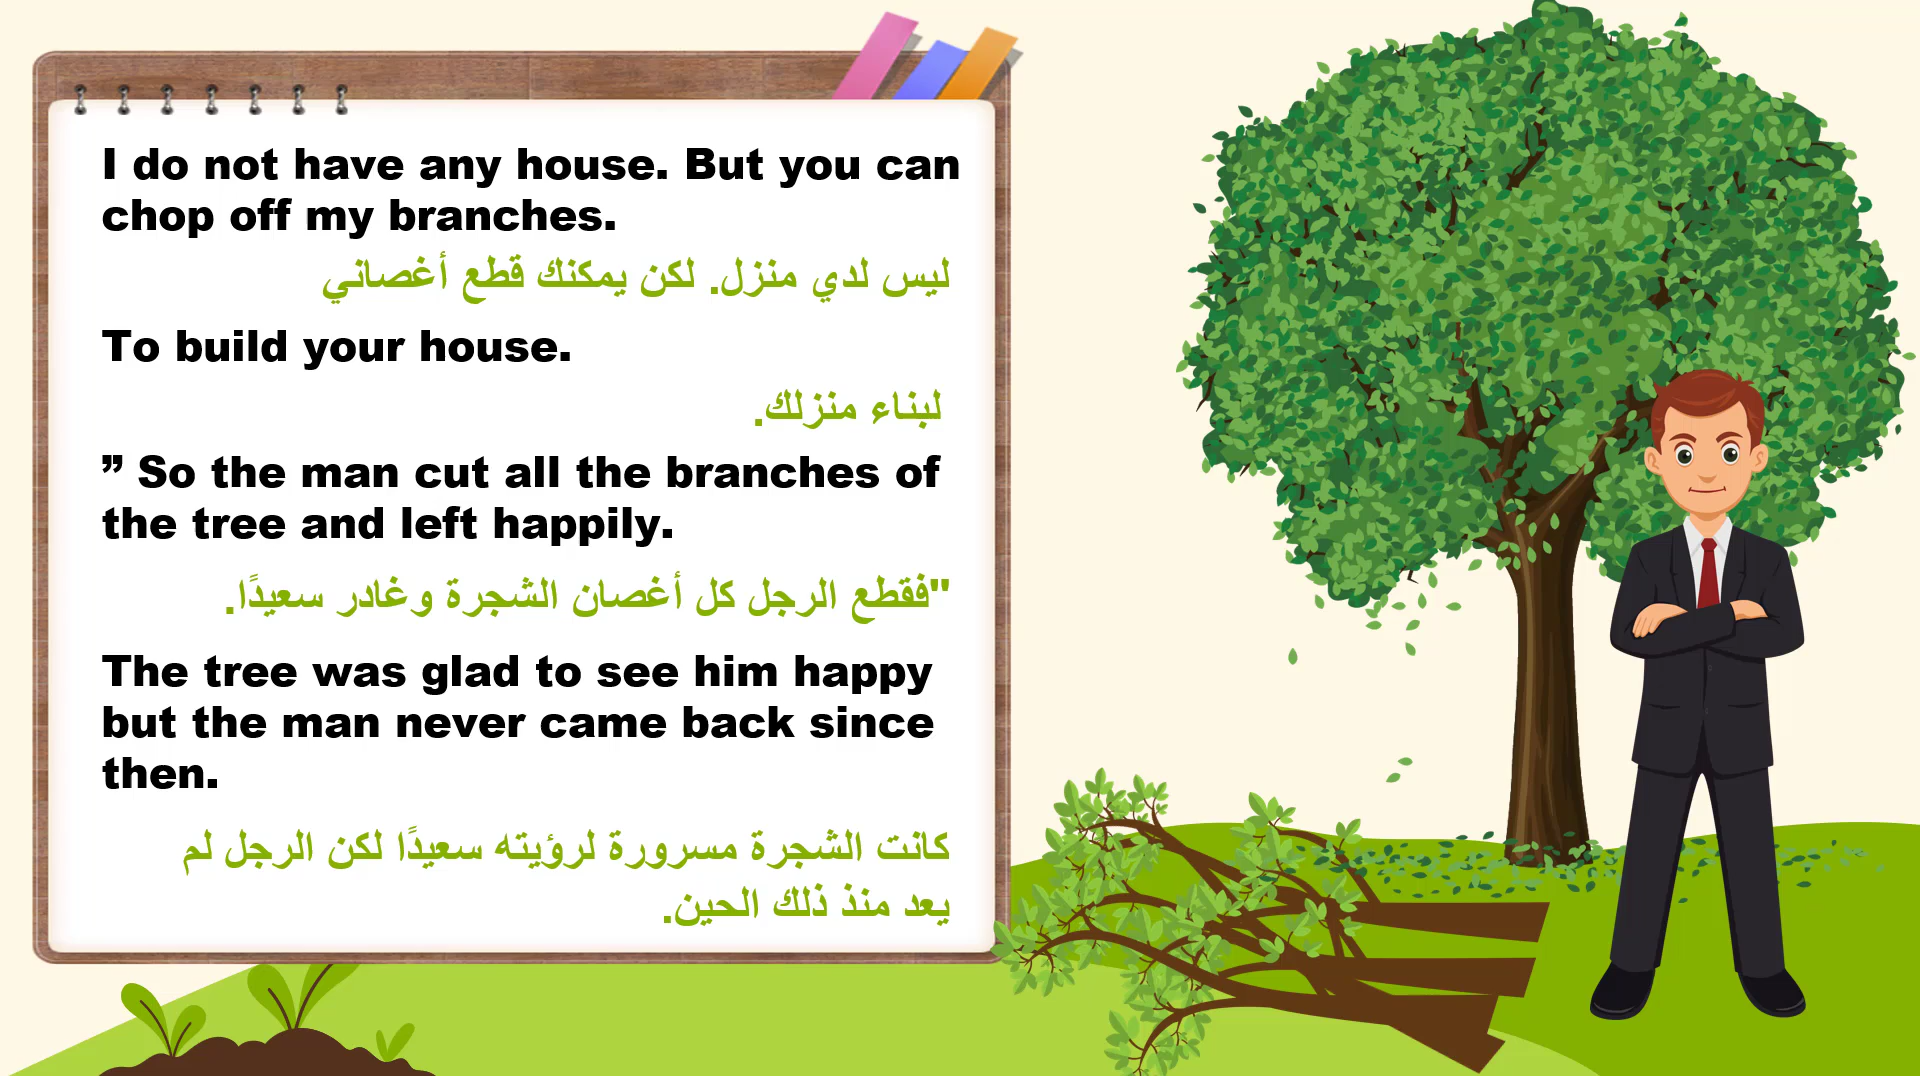 I do not have any house. But you can
chop off my branches.
ليس لدي منزل. لكن يمكنك قطع أغصاني
To build your house.
لبناء منزلك.
” So the man cut all the branches of
the tree and left happily.
"فقطع الرجل كل أغصان الشجرة وغادر سعيدًا.
The tree was glad to see him happy
but the man never came back since
then.
كانت الشجرة مسرورة لرؤيته سعيدًا لكن الرجل لم
يعد منذ ذلك الحين.